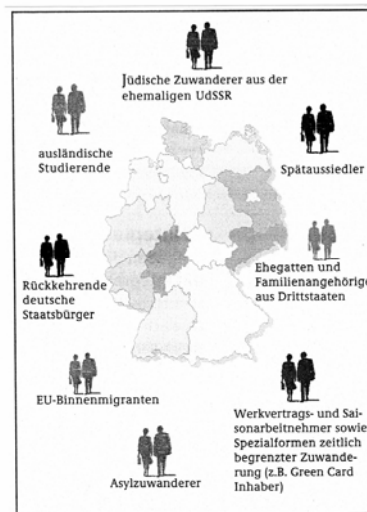 Jüdische Zuwanderer aus der
ehemaligen UdSSR
ausländische
Studierende
Spätaussiedler
Rückkehrende
deutsche
Staatsbürger
Ehegatten und
Familienangehörige
aus Drittstaaten
EU-Binnenmigranten
Werkvertrags- und Sai-
sonarbeitnehmer sowie
Spezialformen zeitlich
begrenzter Zuwande-
rung (z.B. Green Card
Inhaber)
Asylzuwanderer